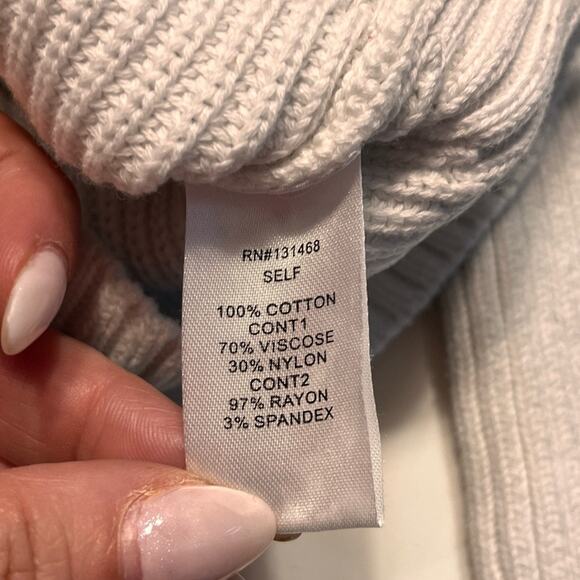 RN#131468
SELF
100% COTTON
CONT1
70% VISCOSE
30% NYLON
CONT2
97% RAYON
3% SPANDEX